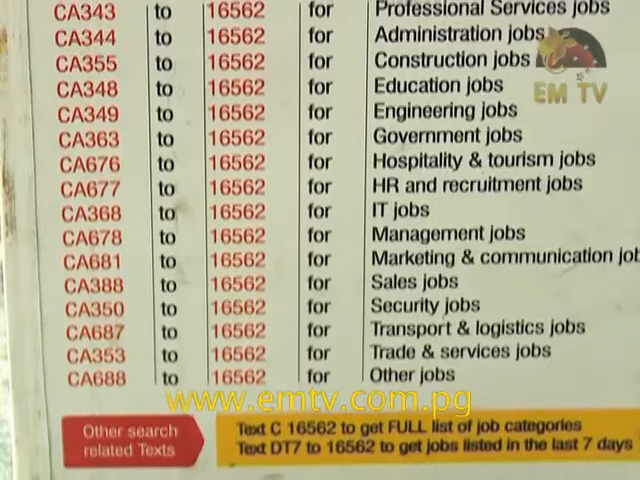 CA343 to 16562 for Professional Services jobs
CA344 to 16562 for Administration jobs
CA355 to 16562 for Construction jobs
CA348 to 16562 for Education jobs
CA349 to 16562 for Engineering jobs
CA363 to 16562 for Government jobs
CA676 to 16562 for Hospitality & tourism jobs
CA677 to 16562 for HR and recruitment jobs
CA368 to 16562 for IT jobs
CA678 to 16562 for Management jobs
CA681 to 16562 for Marketing & communication job
CA388 to 16562 for Sales jobs
CA350 to 16562 for Security jobs
CA687 to 16562 for Transport & logistics jobs
CA353 to 16562 for Trade & services jobs
CA688 to 16562 for Other jobs
EM TV
www.emtv.com.pg
Other search
related Texts
Text C 16562 to get FULL list of job categories
Text DT7 to 16562 to get jobs listed in the last 7 days